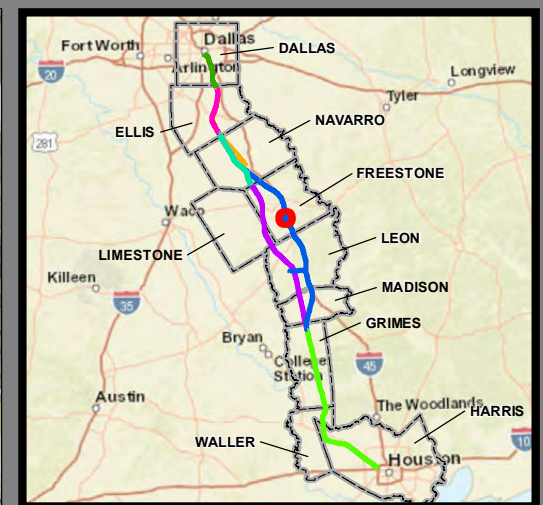 Fort Worth
Dallas
DALLAS
Arlington
20
Longview
Tyler
ELLIS
NAVARRO
281
FREESTONE
Waco
LEON
LIMESTONE
Killeen
MADISON
35
GRIMES
Bryan
College
Station
45
Austin
The Woodlands
HARRIS
WALLER
10
Houston